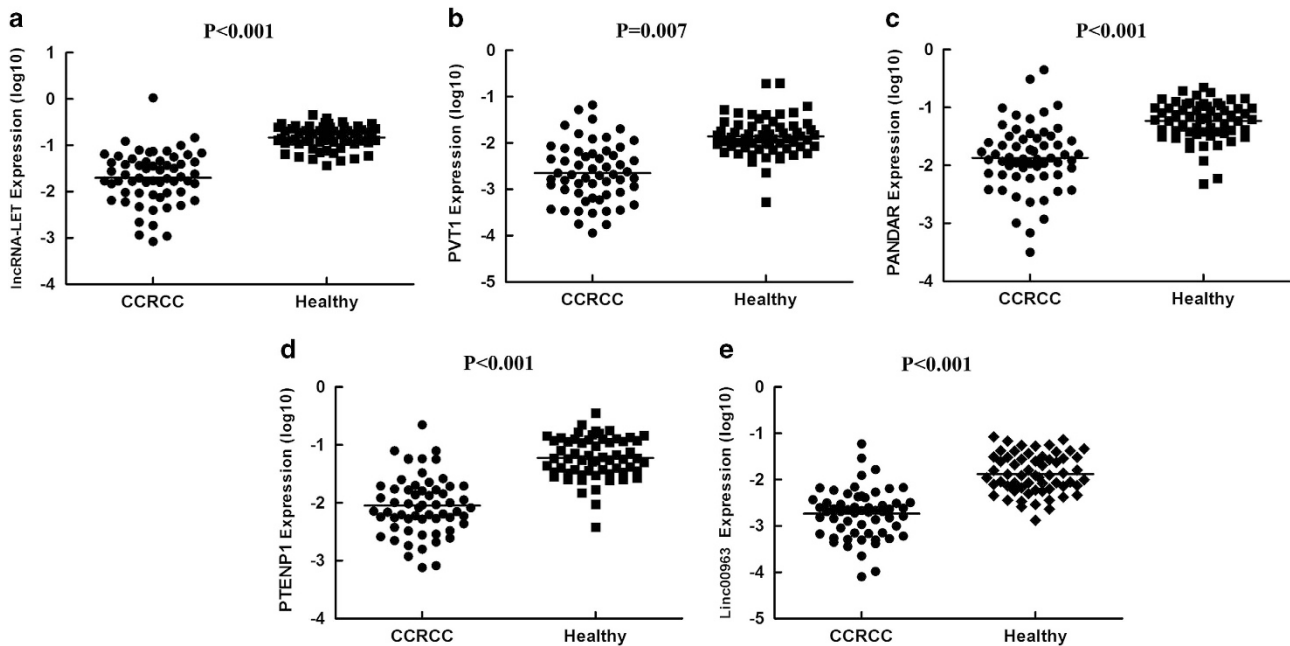 a
P<0.001
lncRNA-LET Expression (log10)
1
0
-1
-2
-3
-4
CCRCC
Healthy
b
P=0.007
PVT1 Expression (log10)
0
-1
-2
-3
-4
-5
CCRCC
Healthy
c
P<0.001
PANDAR Expression (log10)
0
-1
-2
-3
-4
CCRCC
Healthy
d
P<0.001
PTENP1 Expression (log10)
0
-1
-2
-3
-4
CCRCC
Healthy
e
P<0.001
Linc00963 Expression (log10)
0
-1
-2
-3
-4
-5
CCRCC
Healthy